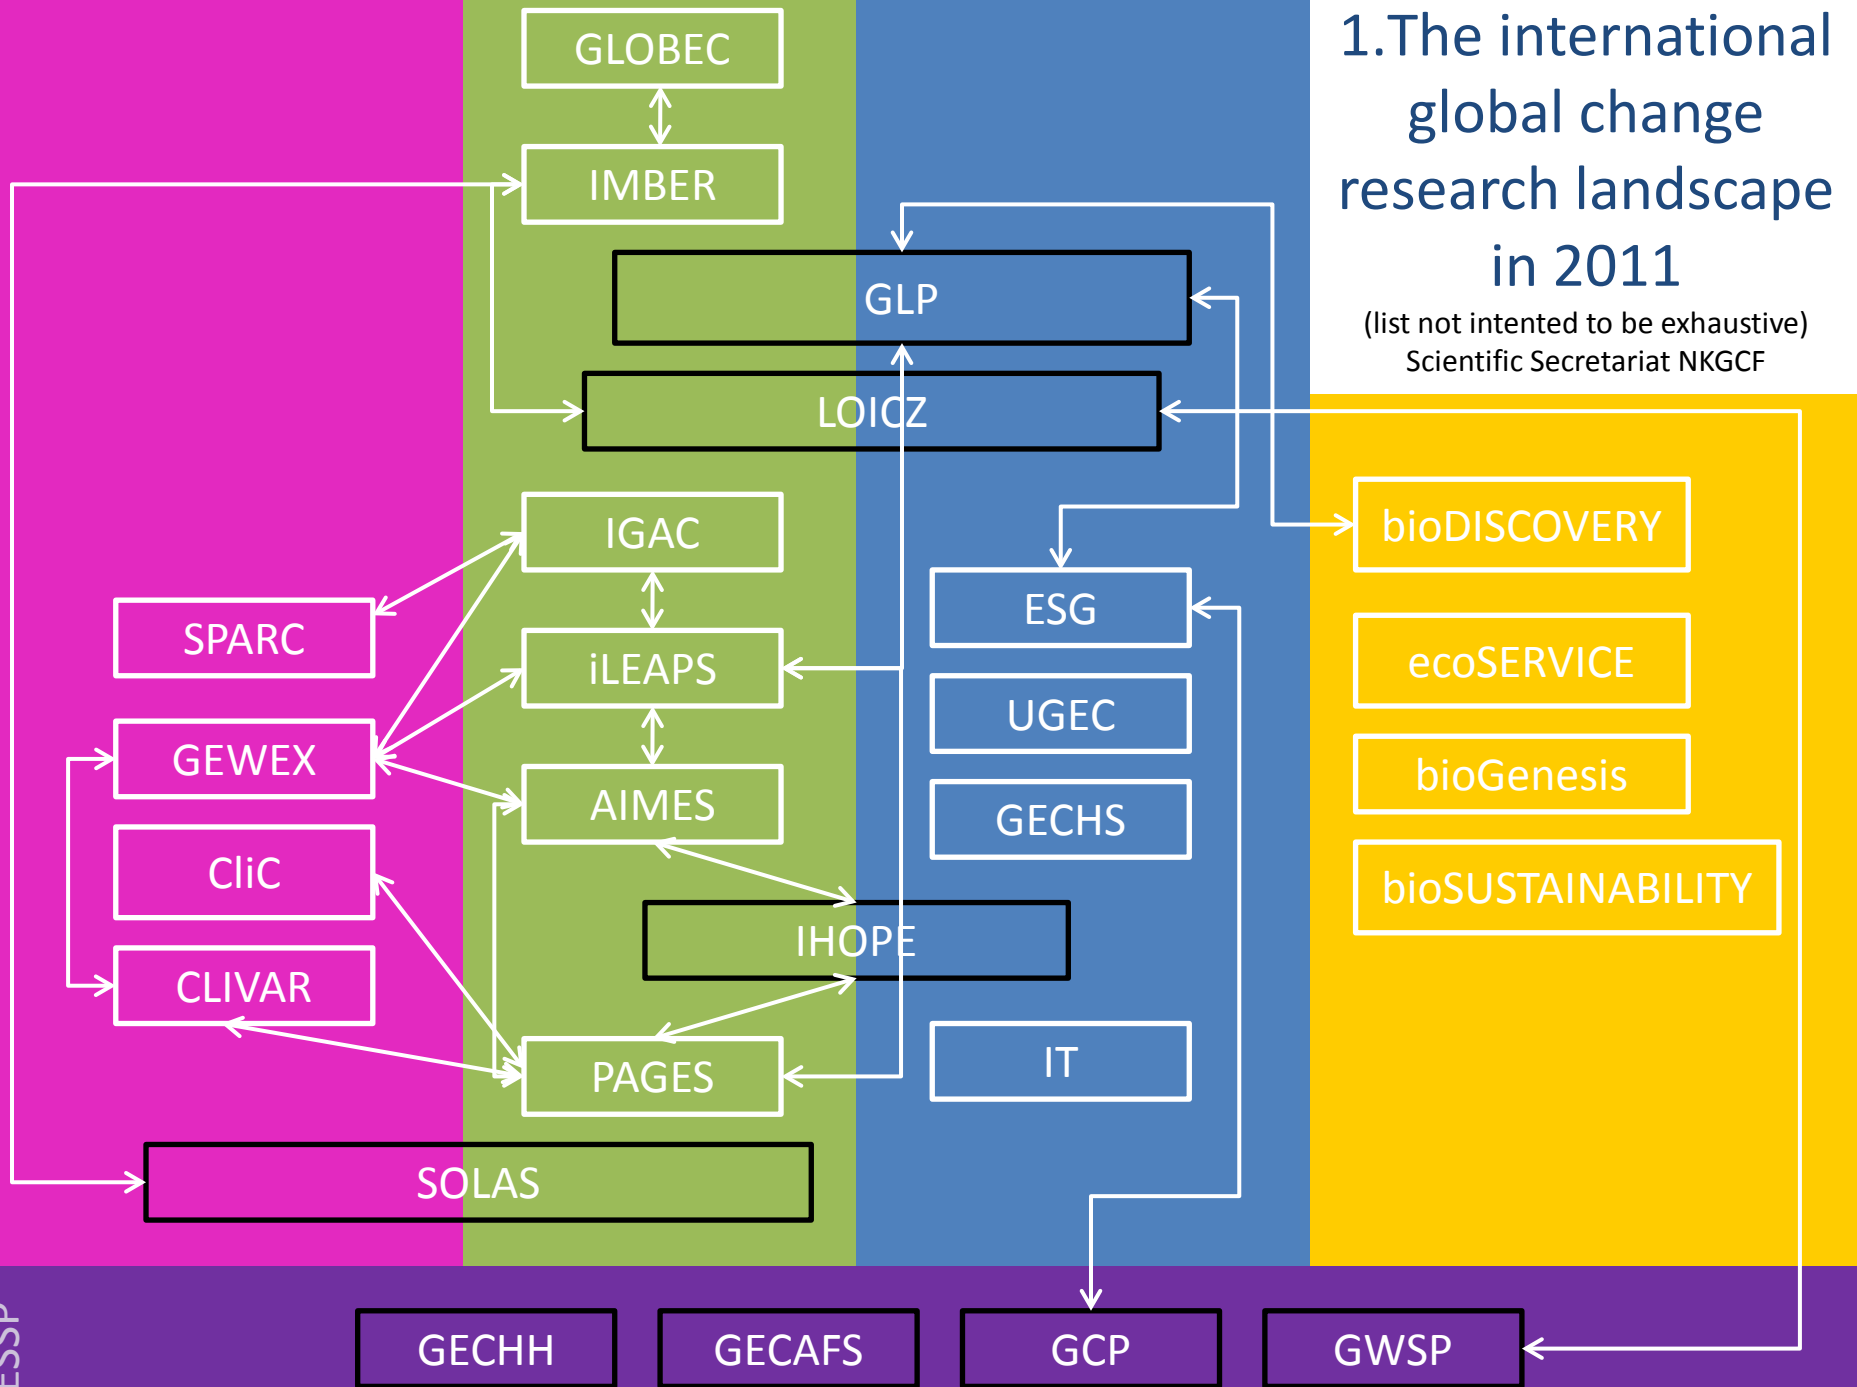 1.The international
global change
research landscape
in 2011
(list not intented to be exhaustive)
Scientific Secretariat NKGCF
GLOBEC
IMBER
GLP
LOICZ
IGAC
SPARC
iLEAPS
GEWEX
AIMES
CliC
IHOPE
CLIVAR
PAGES
SOLAS
ESG
UGEC
GECHS
IT
bioDISCOVERY
ecoSERVICE
bioGenesis
bioSUSTAINABILITY
ESSP
GECHH
GECAFS
GCP
GWSP